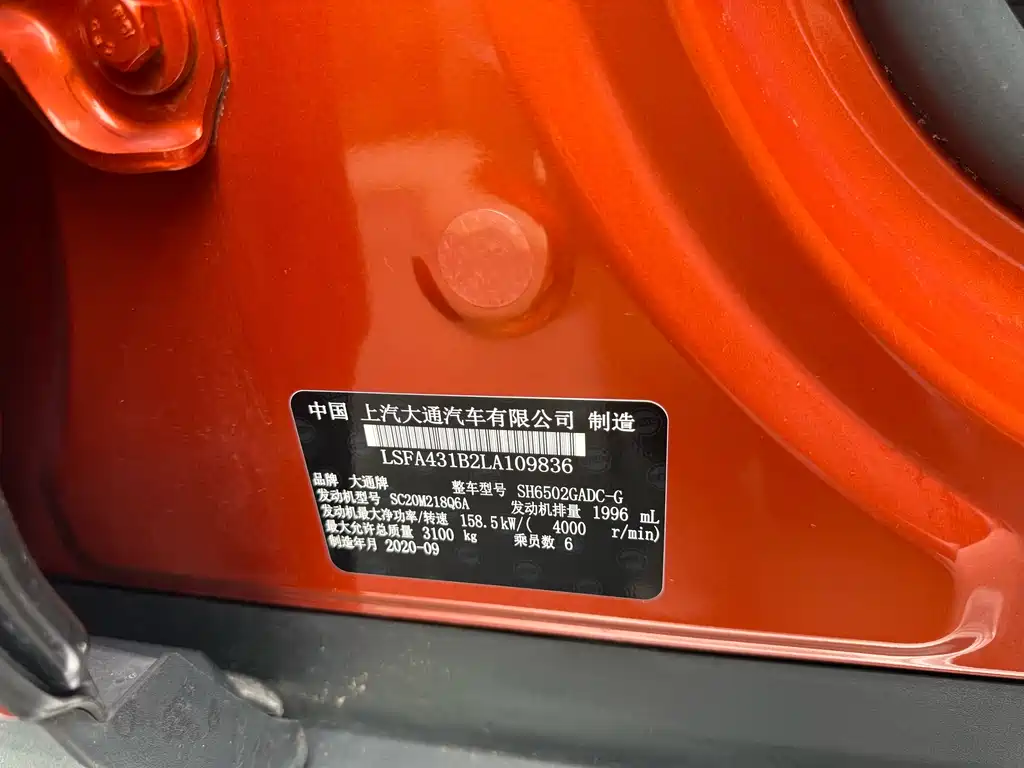 中国 上汽大通汽车有限公司 制造
LSFA431B2LA109836
品牌 大通牌 整车型号 SH6502GADC-G
发动机型号 SC20M218Q6A 发动机排量 1996 mL
发动机最大净功率/转速 158.5kW/( 4000 r/min)
最大允许总质量 3100 kg 乘员数 6
制造年月 2020-09